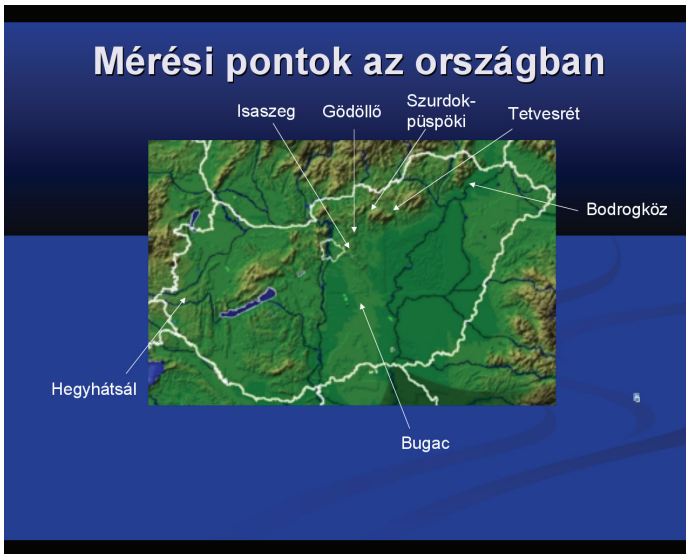 Mérési pontok az országban
Isaszeg
Gödöllő
Szurdok-
püspöki
Tetvesrét
Bodrogköz
Hegyhátsál
Bugac